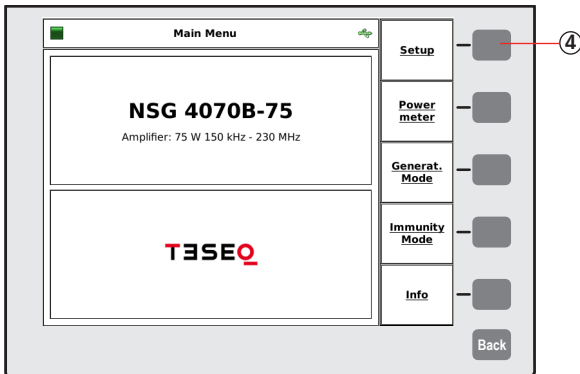 Main Menu
NSG 4070B-75
Amplifier: 75 W 150 kHz - 230 MHz
TESEQ
Setup
Power
meter
Generat.
Mode
Immunity
Mode
Info
Back
4